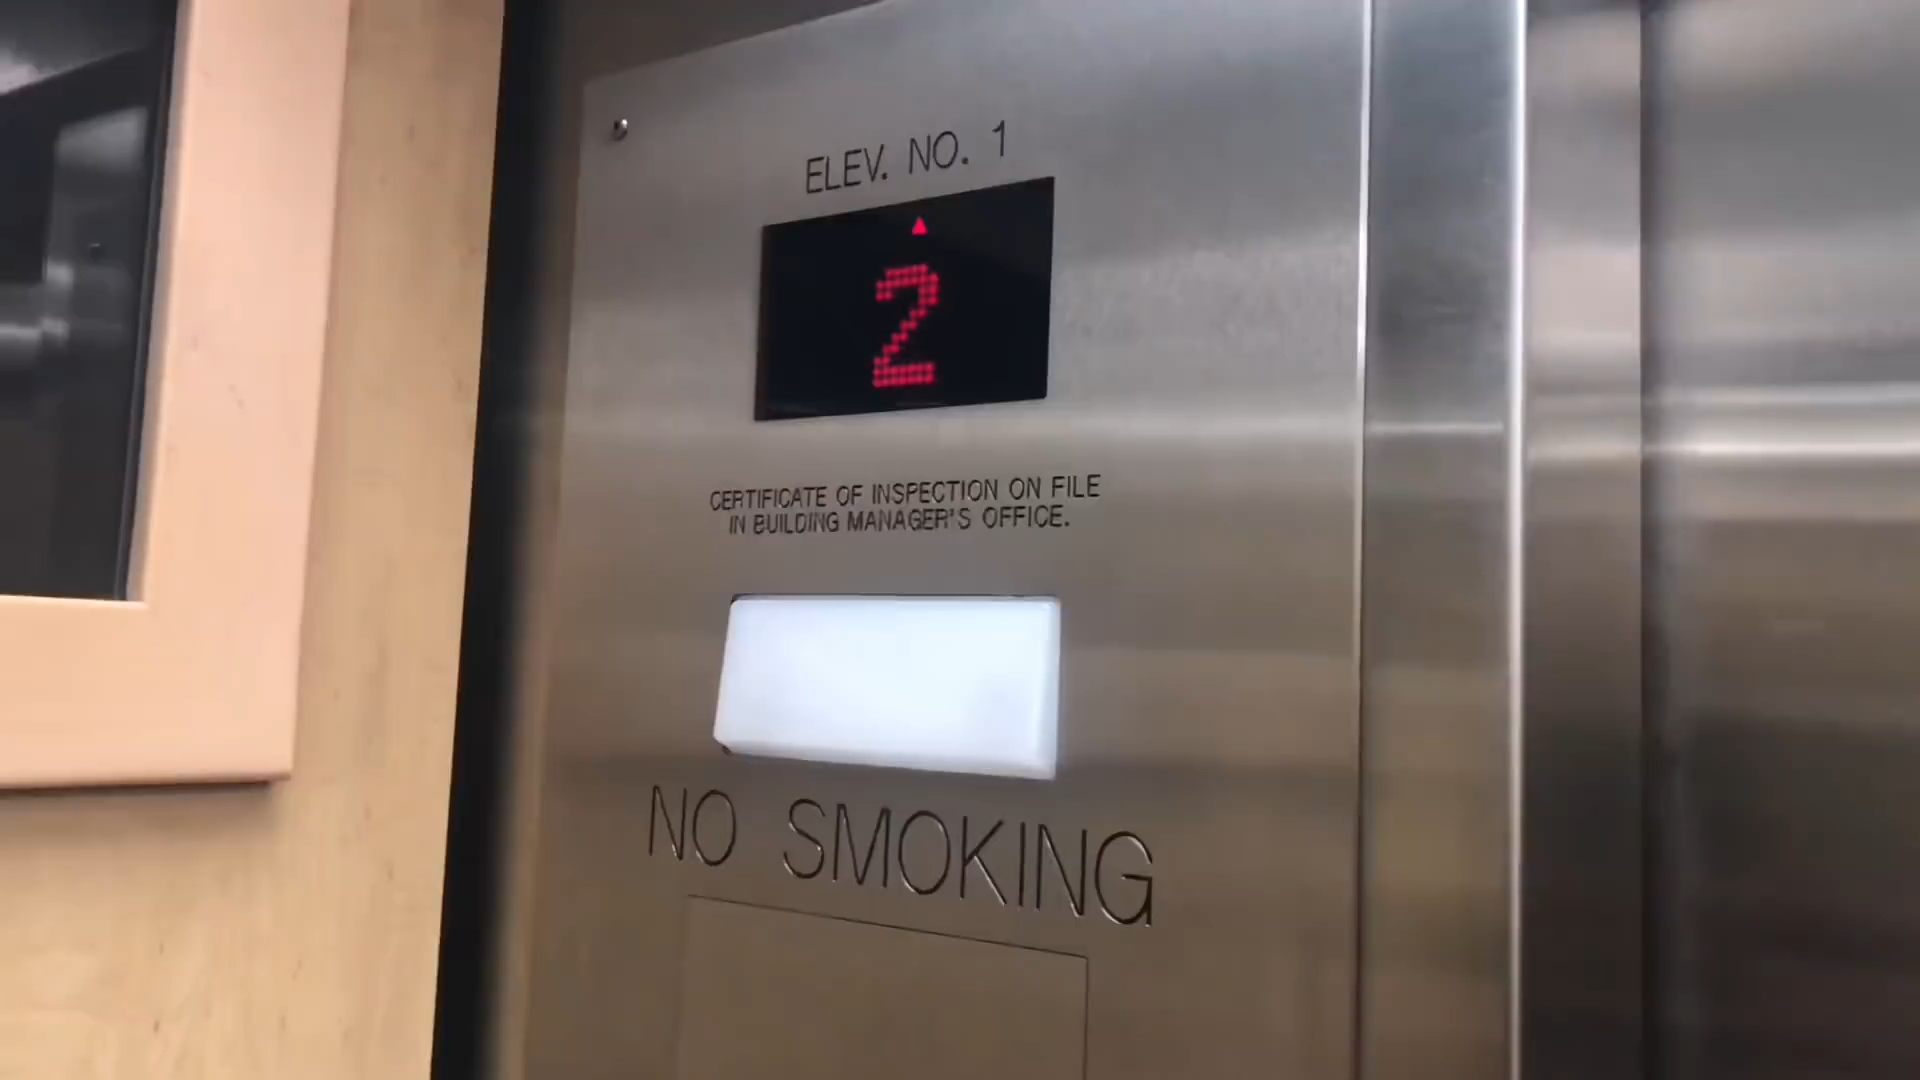 ELEV. NO. 1
2
CERTIFICATE OF INSPECTION ON FILE
IN BUILDING MANAGER'S OFFICE.
NO SMOKING